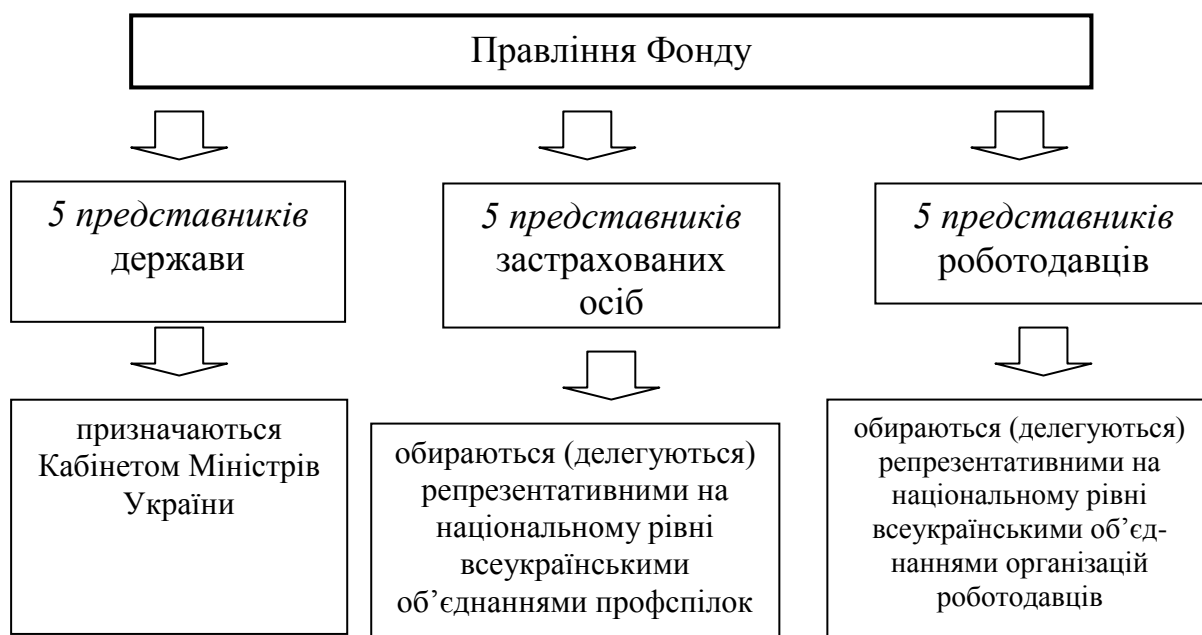 Правління Фонду
5 представників
держави
5 представників
застрахованих
осіб
5 представників
роботодавців
призначаються
Кабінетом Міністрів
України
обираються (делегуються)
репрезентативними на
національному рівні
всеукраїнськими
об’єднаннями профспілок
обираються (делегуються)
репрезентативними на
національному рівні
всеукраїнськими об’єд-
наннями організацій
роботодавців